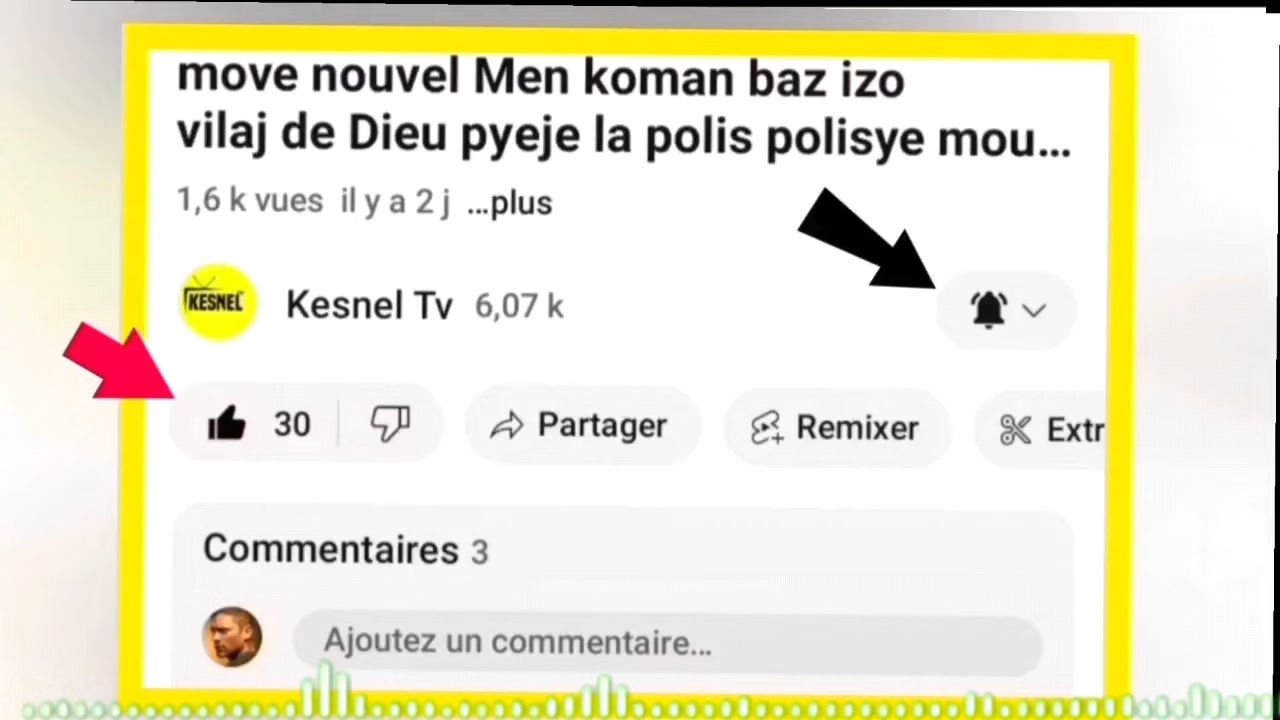 move nouvel Men koman baz izo
vilaj de Dieu pyeje la polis polisye mou...
1,6 k vues il y a 2 j ...plus
KESNEL
Kesnel Tv 6,07 k
30
Partager
Remixer
Extr
Commentaires 3
Ajoutez un commentaire...